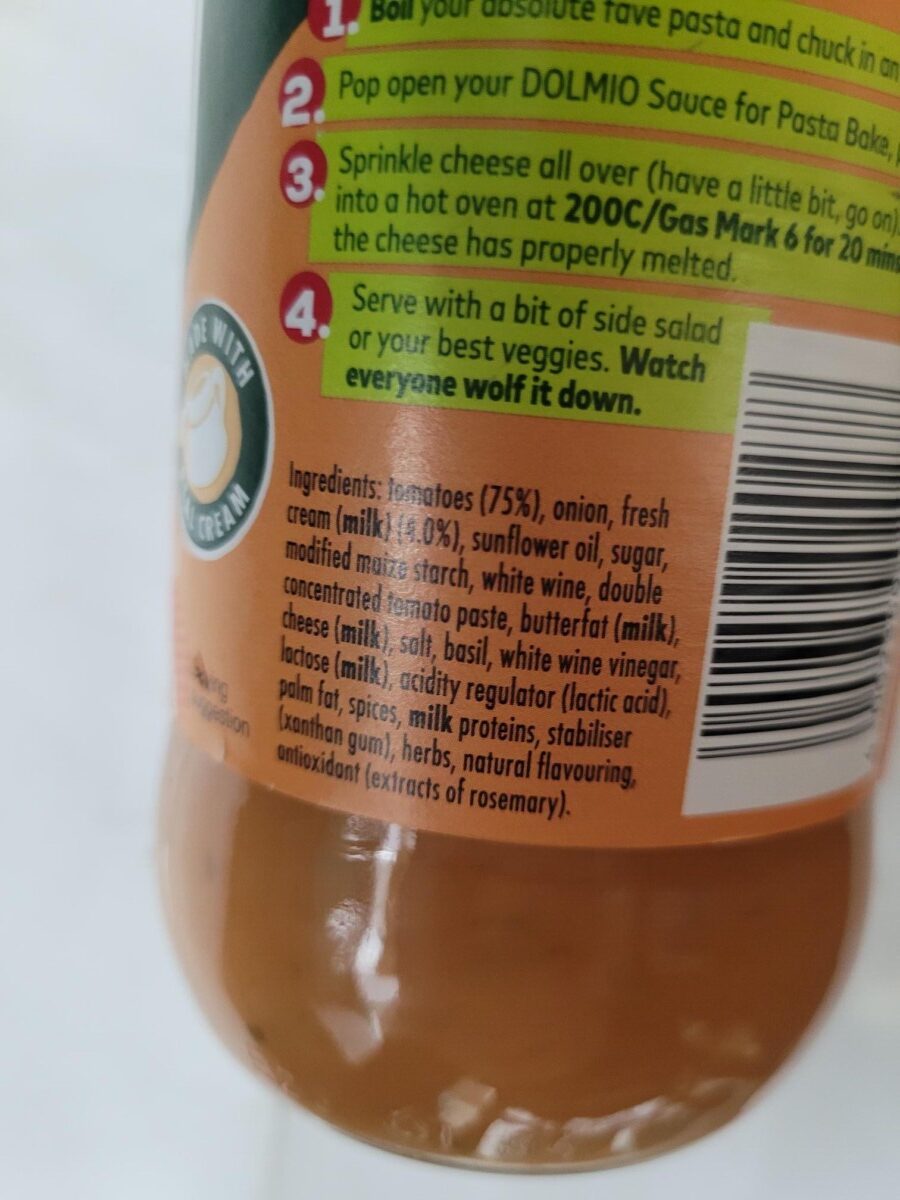 1. Boil your absolute fave pasta and chuck in an
2. Pop open your DOLMIO Sauce for Pasta Bake,
3. Sprinkle cheese all over (have a little bit, go on)
into a hot oven at 200C/Gas Mark 6 for 20 mins
the cheese has properly melted.
4. Serve with a bit of side salad
or your best veggies. Watch
everyone wolf it down.
DE WITH
CREAM
Ingredients: Tomatoes (75%), onion, fresh
cream (milk) (4.0%), sunflower oil, sugar,
modified maize starch, white wine, double
concentrated tomato paste, butterfat (milk),
cheese (milk), salt, basil, white wine vinegar,
lactose (milk), acidity regulator (lactic acid),
palm fat, spices, milk proteins, stabiliser
(xanthan gum), herbs, natural flavouring,
antioxidant (extracts of rosemary).